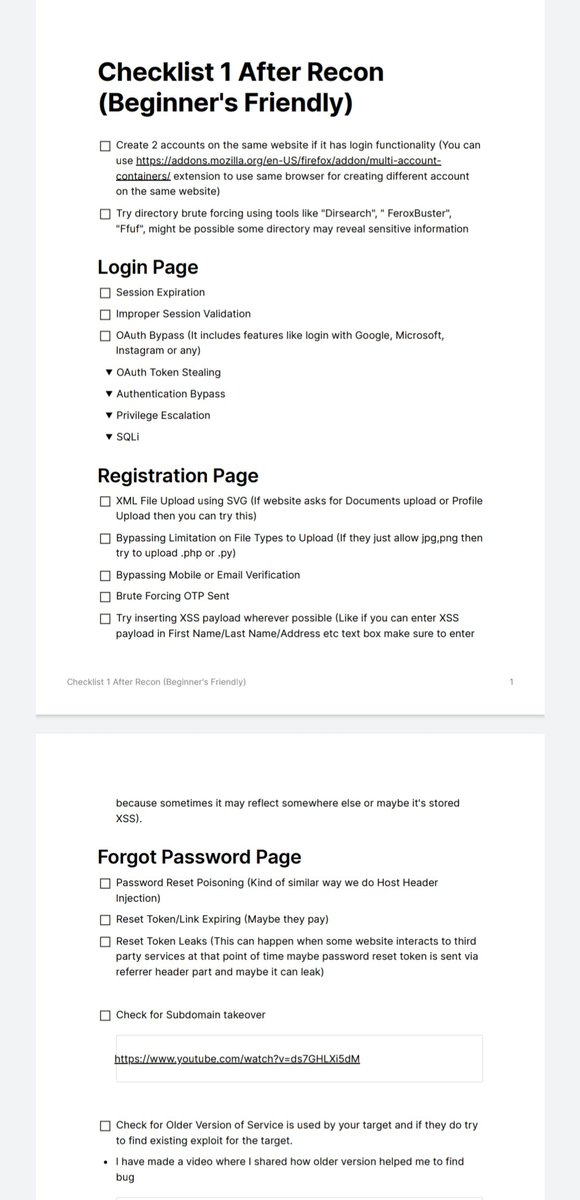 Checklist 1 After Recon
(Beginner's Friendly)
Create 2 accounts on the same website if it has login functionality (You can
use https://addons.mozilla.org/en-US/firefox/addon/multi-account-
containers/ extension to use same browser for creating different account
on the same website)
Try directory brute forcing using tools like "Dirsearch", " FeroxBuster",
"Ffuf", might be possible some directory may reveal sensitive information
Login Page
Session Expiration
Improper Session Validation
OAuth Bypass (It includes features like login with Google, Microsoft,
Instagram or any)
OAuth Token Stealing
Authentication Bypass
Privilege Escalation
SQLi
Registration Page
XML File Upload using SVG (If website asks for Documents upload or Profile
Upload then you can try this)
Bypassing Limitation on File Types to Upload (If they just allow jpg,png then
try to upload .php or .py)
Bypassing Mobile or Email Verification
Brute Forcing OTP Sent
Try inserting XSS payload wherever possible (Like if you can enter XSS
payload in First Name/Last Name/Address etc text box make sure to enter
Checklist 1 After Recon (Beginner's Friendly) 1
because sometimes it may reflect somewhere else or maybe it's stored
XSS).
Forgot Password Page
Password Reset Poisoning (Kind of similar way we do Host Header
Injection)
Reset Token/Link Expiring (Maybe they pay)
Reset Token Leaks (This can happen when some website interacts to third
party services at that point of time maybe password reset token is sent via
referrer header part and maybe it can leak)
Check for Subdomain takeover
https://www.youtube.com/watch?v=ds7GHLXi5dM
Check for Older Version of Service is used by your target and if they do try
to find existing exploit for the target.
• I have made a video where I shared how older version helped me to find
bug